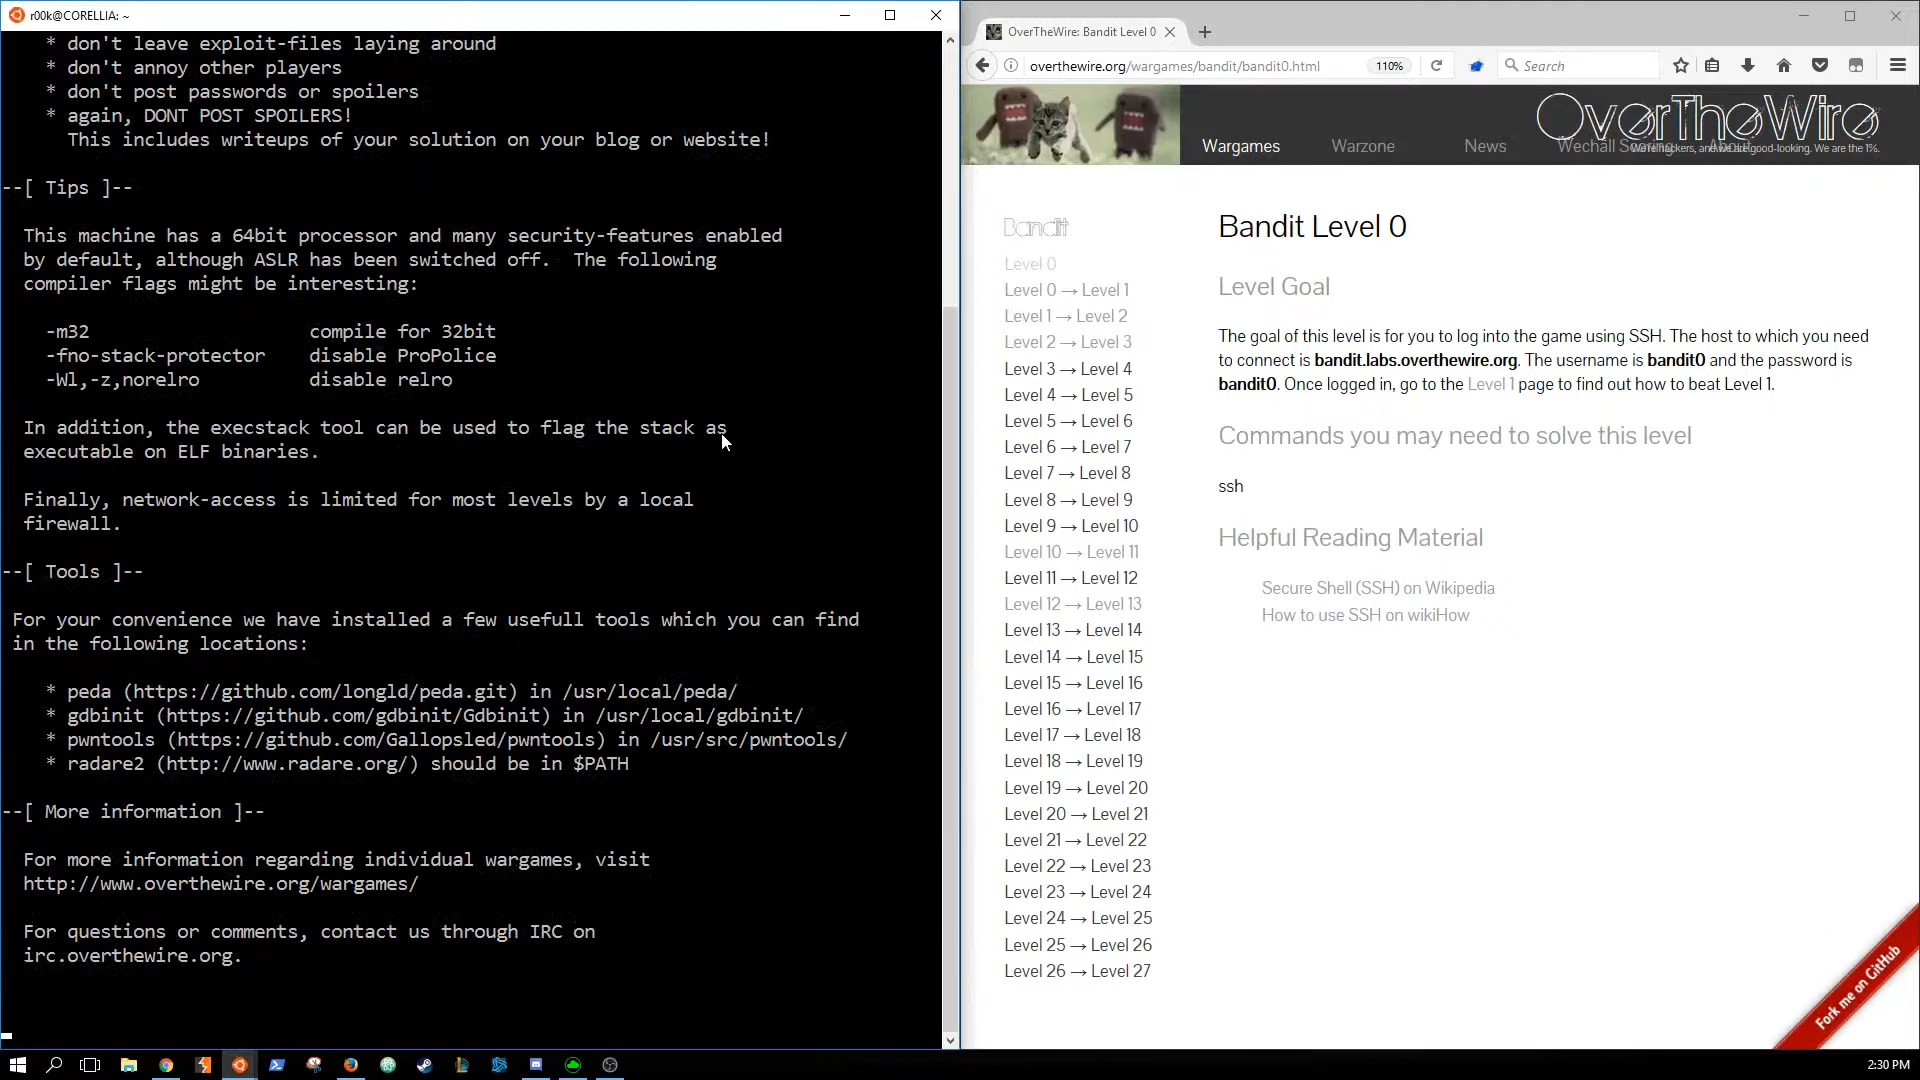 r00k@CORELLIA: ~
* don't leave exploit-files laying around
* don't annoy other players
* don't post passwords or spoilers
* again, DONT POST SPOILERS!
This includes writeups of your solution on your blog or website!
--[ Tips ]--
This machine has a 64bit processor and many security-features enabled
by default, although ASLR has been switched off.  The following
compiler flags might be interesting:
-m32                    compile for 32bit
-fno-stack-protector    disable ProPolice
-Wl,-z,norelro          disable relro
In addition, the execstack tool can be used to flag the stack as
executable on ELF binaries.
Finally, network-access is limited for most levels by a local
firewall.
--[ Tools ]--
For your convenience we have installed a few usefull tools which you can find
in the following locations:
* peda (https://github.com/longld/peda.git) in /usr/local/peda/
* gdbinit (https://github.com/gdbinit/Gdbinit) in /usr/local/gdbinit/
* pwntools (https://github.com/Gallopsled/pwntools) in /usr/src/pwntools/
* radare2 (http://www.radare.org/) should be in $PATH
--[ More information ]--
For more information regarding individual wargames, visit
http://www.overthewire.org/wargames/
For questions or comments, contact us through IRC on
irc.overthewire.org.
OverTheWire: Bandit Level 0
overthewire.org/wargames/bandit/bandit0.html
110%
Search
OverTheWire
We're hackers, and we are good-looking. We are the 1%.
Wargames
Warzone
News
Wechall Scoring
About
Bandit
Level 0
Level 0 → Level 1
Level 1 → Level 2
Level 2 → Level 3
Level 3 → Level 4
Level 4 → Level 5
Level 5 → Level 6
Level 6 → Level 7
Level 7 → Level 8
Level 8 → Level 9
Level 9 → Level 10
Level 10 → Level 11
Level 11 → Level 12
Level 12 → Level 13
Level 13 → Level 14
Level 14 → Level 15
Level 15 → Level 16
Level 16 → Level 17
Level 17 → Level 18
Level 18 → Level 19
Level 19 → Level 20
Level 20 → Level 21
Level 21 → Level 22
Level 22 → Level 23
Level 23 → Level 24
Level 24 → Level 25
Level 25 → Level 26
Level 26 → Level 27
Bandit Level 0
Level Goal
The goal of this level is for you to log into the game using SSH. The host to which you need
to connect is bandit.labs.overthewire.org. The username is bandit0 and the password is
bandit0. Once logged in, go to the Level 1 page to find out how to beat Level 1.
Commands you may need to solve this level
ssh
Helpful Reading Material
Secure Shell (SSH) on Wikipedia
How to use SSH on wikiHow
Fork me on GitHub
2:30 PM